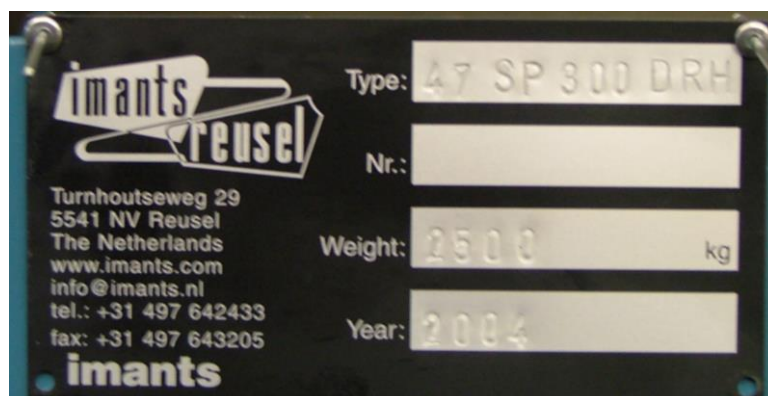 imants
reusel
Turnhoutseweg 29
5541 NV Reusel
The Netherlands
www.imants.com
info@imants.nl
tel.: +31 497 642433
fax: +31 497 643205
imants
Type: 47 SP 300 DRH
Nr.:
Weight: 2500 kg
Year: 2004